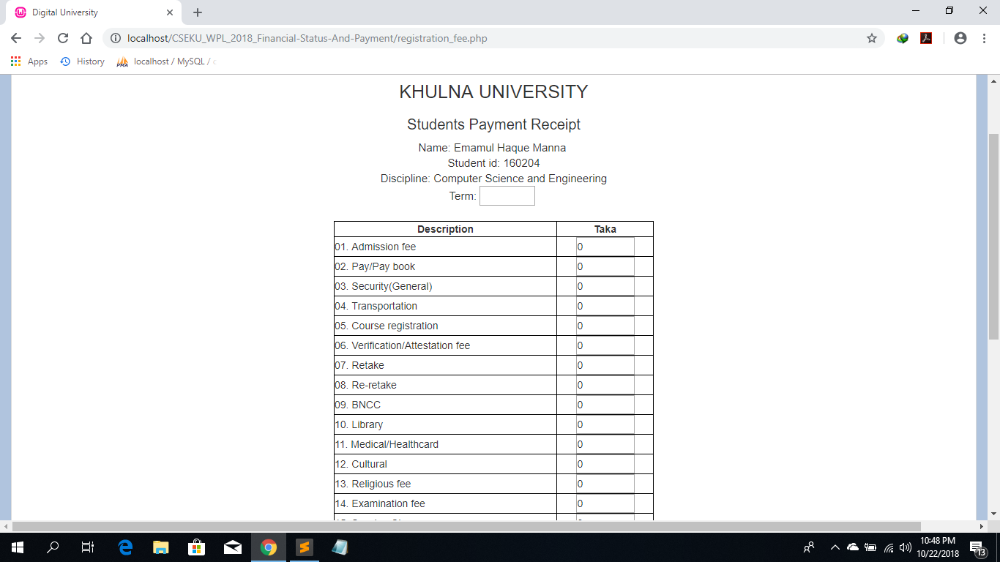 Digital University
localhost/CSEKU_WPL_2018_Financial-Status-And-Payment/registration_fee.php
Apps History localhost / MySQL /
KHULNA UNIVERSITY
Students Payment Receipt
Name: Emamul Haque Manna
Student id: 160204
Discipline: Computer Science and Engineering
Term:
Description Taka
01. Admission fee 0
02. Pay/Pay book 0
03. Security(General) 0
04. Transportation 0
05. Course registration 0
06. Verification/Attestation fee 0
07. Retake 0
08. Re-retake 0
09. BNCC 0
10. Library 0
11. Medical/Healthcard 0
12. Cultural 0
13. Religious fee 0
14. Examination fee 0
10:48 PM
10/22/2018
13